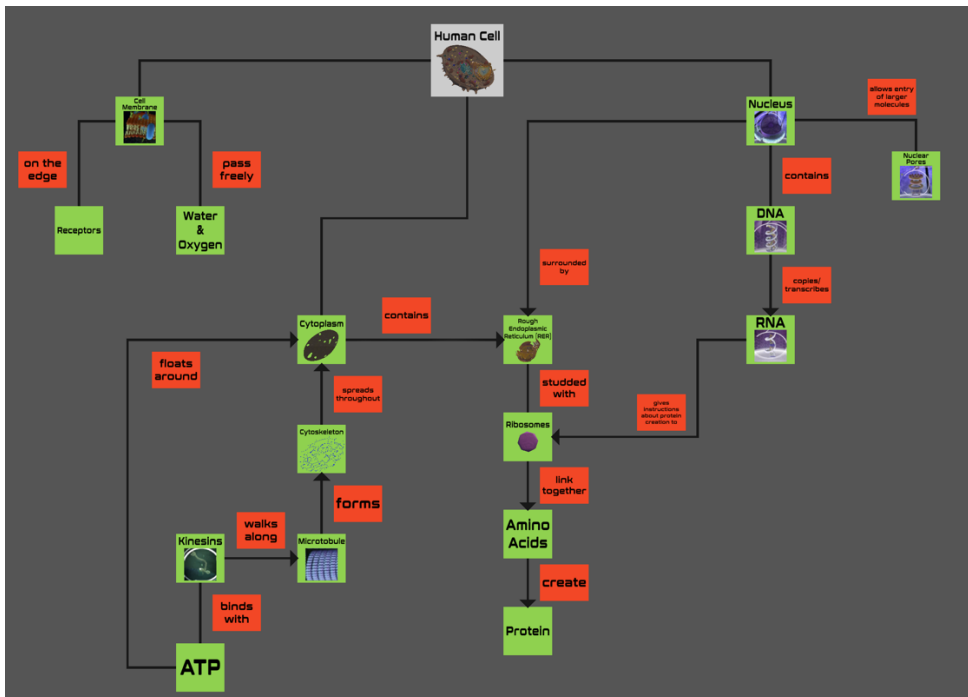 Human Cell
Cell
Membrane
Nucleus
allows entry
of larger
molecules
on the
edge
pass
freely
contains
Nuclear
Pores
Receptors
Water
&
Oxygen
DNA
surrounded
by
copies/
transcribes
Cytoplasm
contains
Rough
Endoplasmic
Reticulum [RER]
RNA
floats
around
spreads
throughout
studded
with
gives
instructions
about protein
creation to
Cytoskeleton
Ribosomes
forms
link
together
walks
along
Kinesins
Microtobule
Amino
Acids
binds
with
create
ATP
Protein